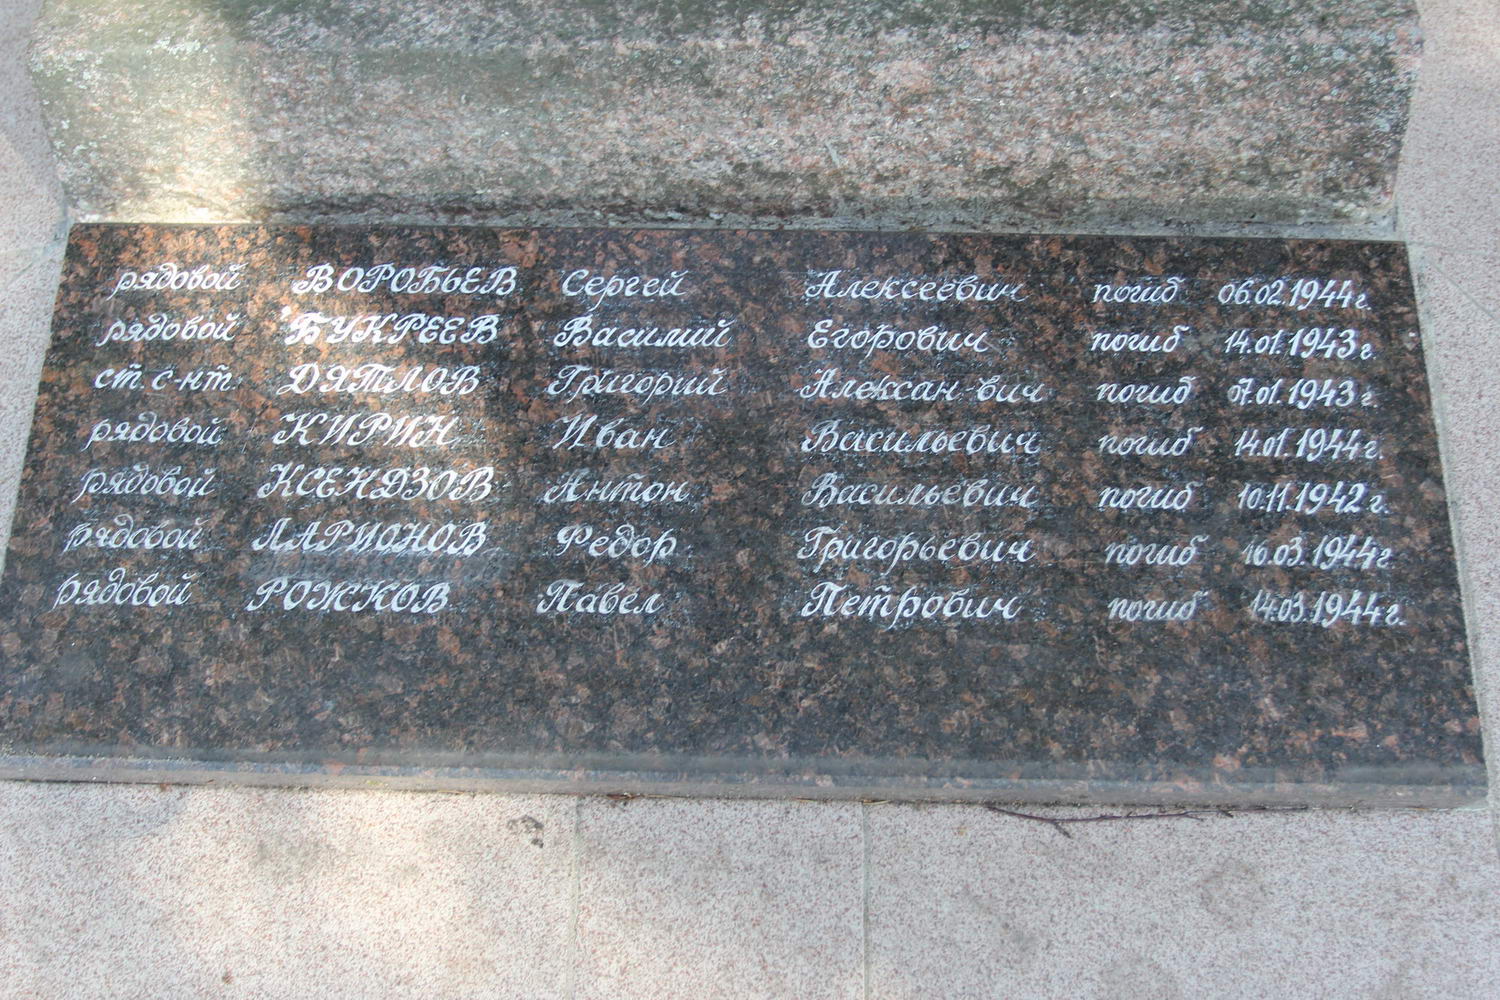 рядовой ВОРОБЬЕВ Сергей Алексеевич погиб 06.02.1944г.
рядовой БУКРЕЕВ Василий Егорович погиб 14.01.1943г.
ст. с-нт. ДЯТЛОВ Григорий Алексан-вич погиб 07.01.1943г.
рядовой КИРИН Иван Васильевич погиб 14.01.1944г.
рядовой КСЕНДЗОВ Антон Васильевич погиб 10.11.1942г.
рядовой ЛАРИОНОВ Федор Григорьевич погиб 16.03.1944г
рядовой РОЖКОВ Павел Петрович погиб 14.03.1944г.